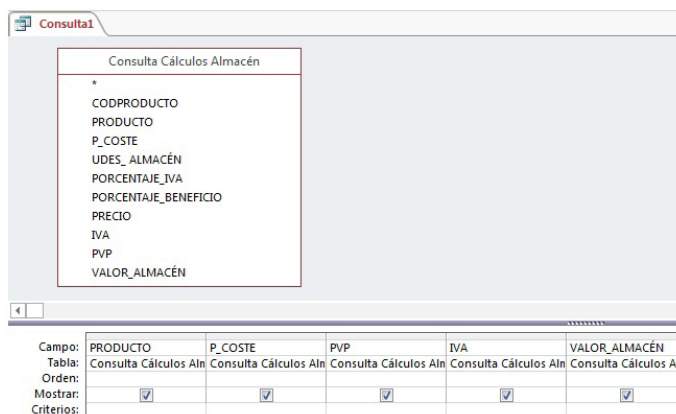 Consulta1
Consulta Cálculos Almacén
*
CODPRODUCTO
PRODUCTO
P_COSTE
UDES_ ALMACÉN
PORCENTAJE_IVA
PORCENTAJE_BENEFICIO
PRECIO
IVA
PVP
VALOR_ALMACÉN
Campo: PRODUCTO P_COSTE PVP IVA VALOR_ALMACÉN
Tabla: Consulta Cálculos Aln Consulta Cálculos Aln Consulta Cálculos Aln Consulta Cálculos Aln Consulta Cálculos A
Orden:
Mostrar:
Criterios: